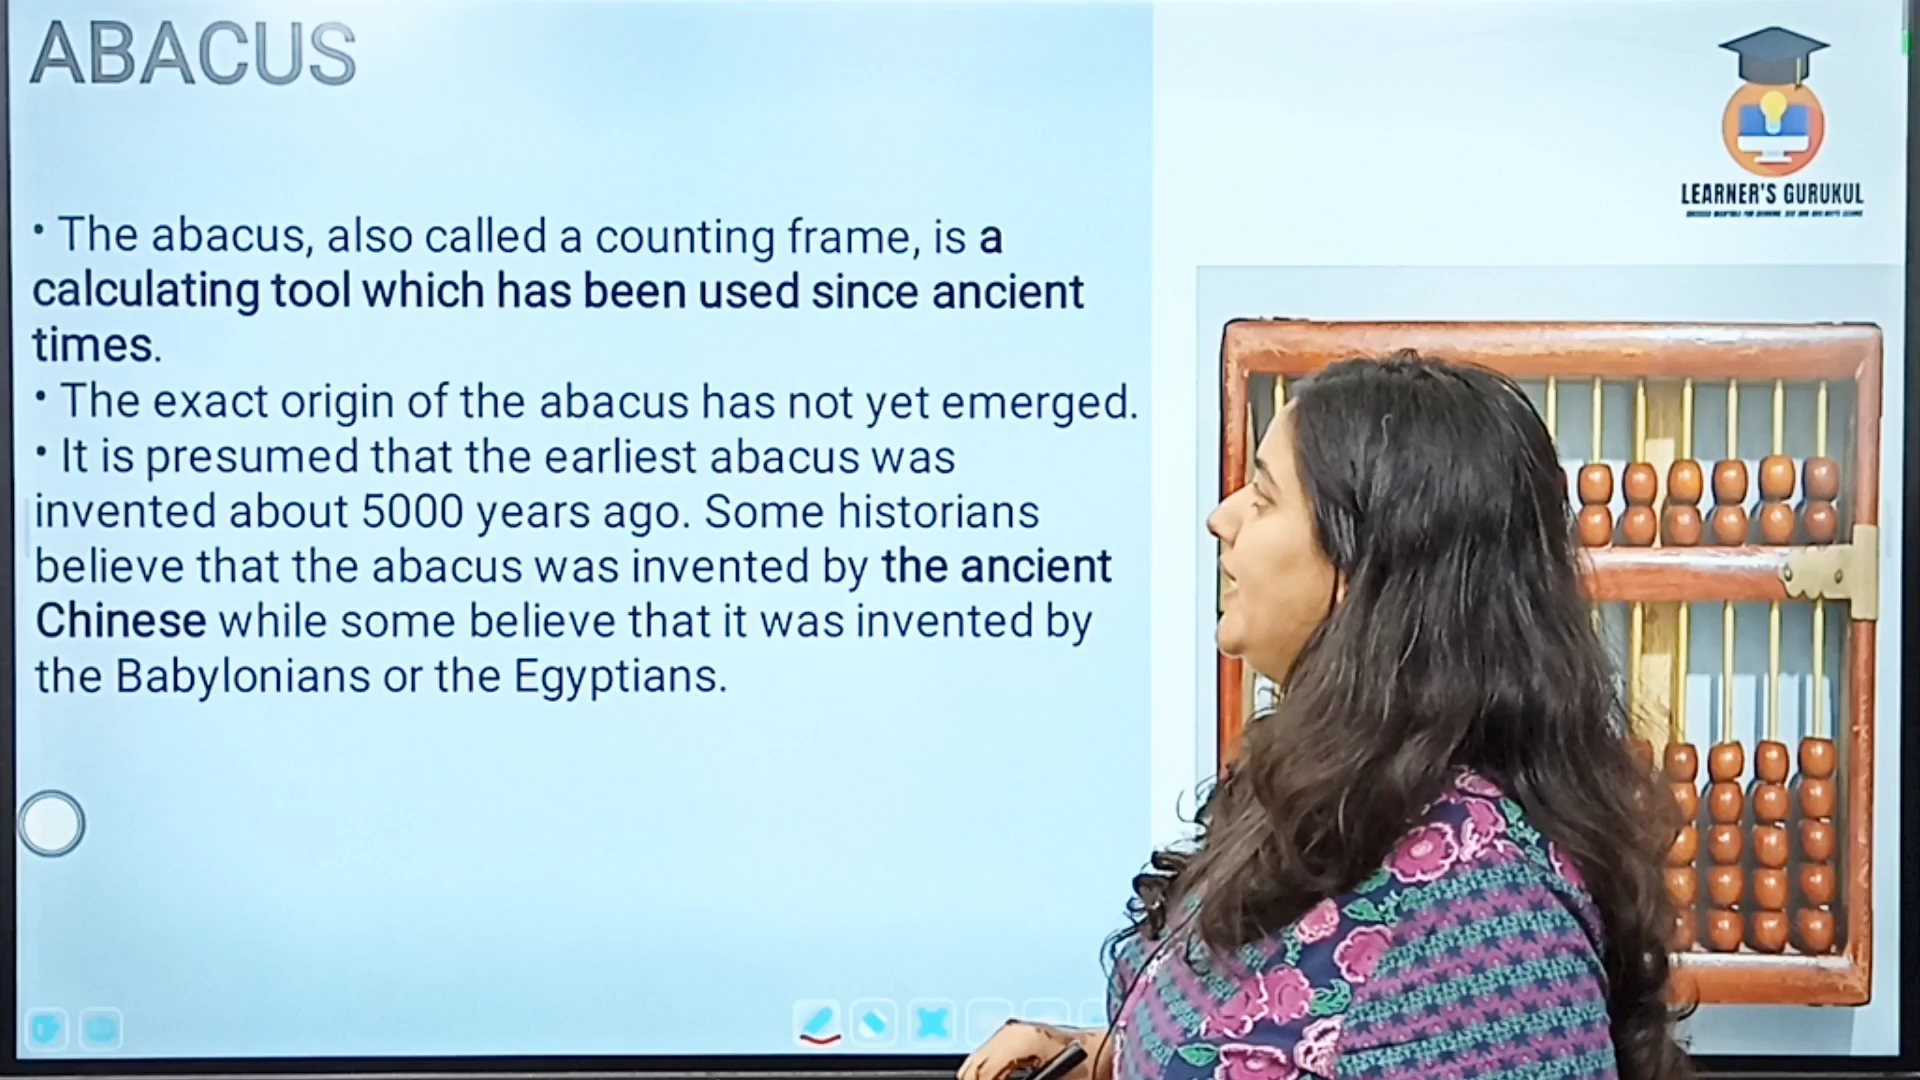 ABACUS
• The abacus, also called a counting frame, is a
calculating tool which has been used since ancient
times.
• The exact origin of the abacus has not yet emerged.
• It is presumed that the earliest abacus was
invented about 5000 years ago. Some historians
believe that the abacus was invented by the ancient
Chinese while some believe that it was invented by
the Babylonians or the Egyptians.
LEARNER'S GURUKUL